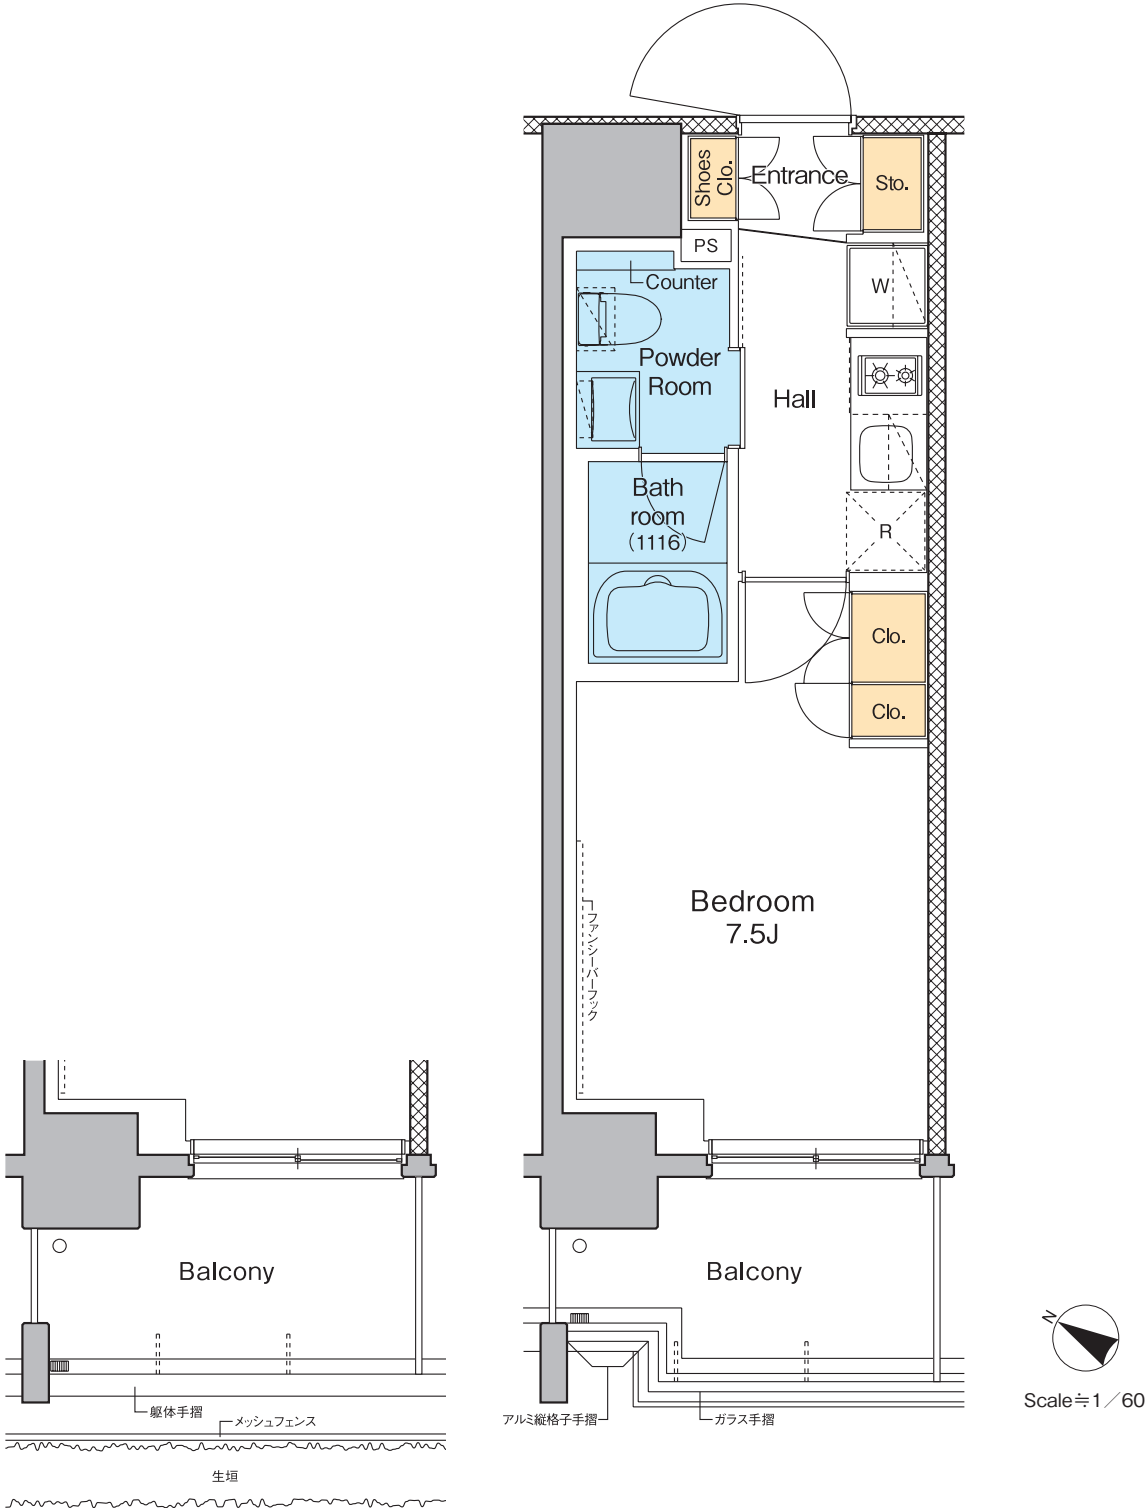 Shoes
Clo.
Entrance
Sto.
PS
Counter
W
Powder
Room
Hall
Bath
room
(1116)
R
Clo.
Clo.
Bedroom
7.5J
ファンシーバーフック
Balcony
Balcony
N
Scale≒1/60
躯体手摺
メッシュフェンス
生垣
アルミ縦格子手摺
ガラス手摺